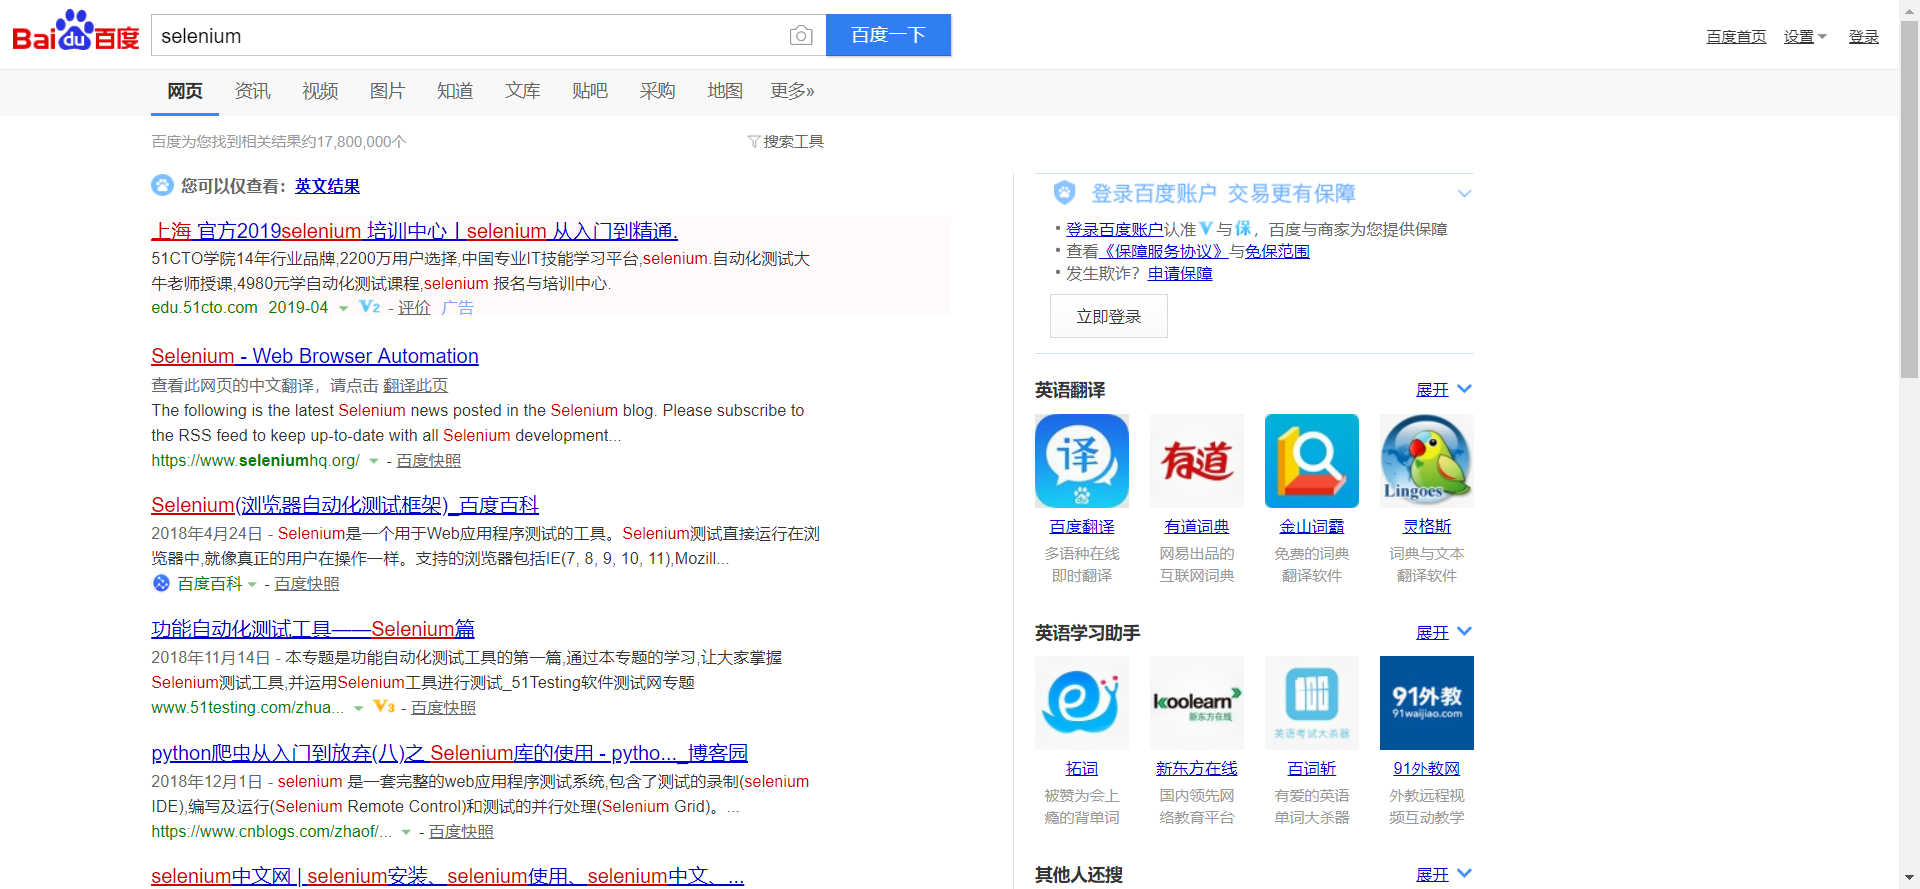 Bai du 百度
selenium
百度一下
百度首页 设置 登录
网页 资讯 视频 图片 知道 文库 贴吧 采购 地图 更多»
百度为您找到相关结果约17,800,000个
搜索工具
您可以仅查看：英文结果
上海 官方2019selenium 培训中心丨selenium 从入门到精通.
51CTO学院14年行业品牌,2200万用户选择,中国专业IT技能学习平台,selenium.自动化测试大
牛老师授课,4980元学自动化测试课程,selenium 报名与培训中心.
edu.51cto.com 2019-04 V2 - 评价 广告
Selenium - Web Browser Automation
查看此网页的中文翻译，请点击 翻译此页
The following is the latest Selenium news posted in the Selenium blog. Please subscribe to
the RSS feed to keep up-to-date with all Selenium development...
https://www.seleniumhq.org/ - 百度快照
Selenium(浏览器自动化测试框架)_百度百科
2018年4月24日 - Selenium是一个用于Web应用程序测试的工具。Selenium测试直接运行在浏
览器中,就像真正的用户在操作一样。支持的浏览器包括IE(7, 8, 9, 10, 11),Mozill...
百度百科 - 百度快照
功能自动化测试工具——Selenium篇
2018年11月14日 - 本专题是功能自动化测试工具的第一篇,通过本专题的学习,让大家掌握
Selenium测试工具,并运用Selenium工具进行测试_51Testing软件测试网专题
www.51testing.com/zhua... V3 - 百度快照
python爬虫从入门到放弃(八)之 Selenium库的使用 - pytho..._博客园
2018年12月1日 - selenium 是一套完整的web应用程序测试系统,包含了测试的录制(selenium
IDE),编写及运行(Selenium Remote Control)和测试的并行处理(Selenium Grid)。...
https://www.cnblogs.com/zhaof/... - 百度快照
selenium中文网 | selenium安装、selenium使用、selenium中文、...
登录百度账户 交易更有保障
·登录百度账户认准V与保，百度与商家为您提供保障
·查看《保障服务协议》与免保范围
·发生欺诈？申请保障
立即登录
英语翻译 展开
译 有道 Lingoes
百度翻译 有道词典 金山词霸 灵格斯
多语种在线 网易出品的 免费的词典 词典与文本
即时翻译 互联网词典 翻译软件 翻译软件
英语学习助手 展开
koolearn 新东方在线 英语考试大杀器 91外教 91waijiao.com
拓词 新东方在线 百词斩 91外教网
被赞为会上 国内领先网 有爱的英语 外教远程视
瘾的背单词 络教育平台 单词大杀器 频互动教学
其他人还搜 展开